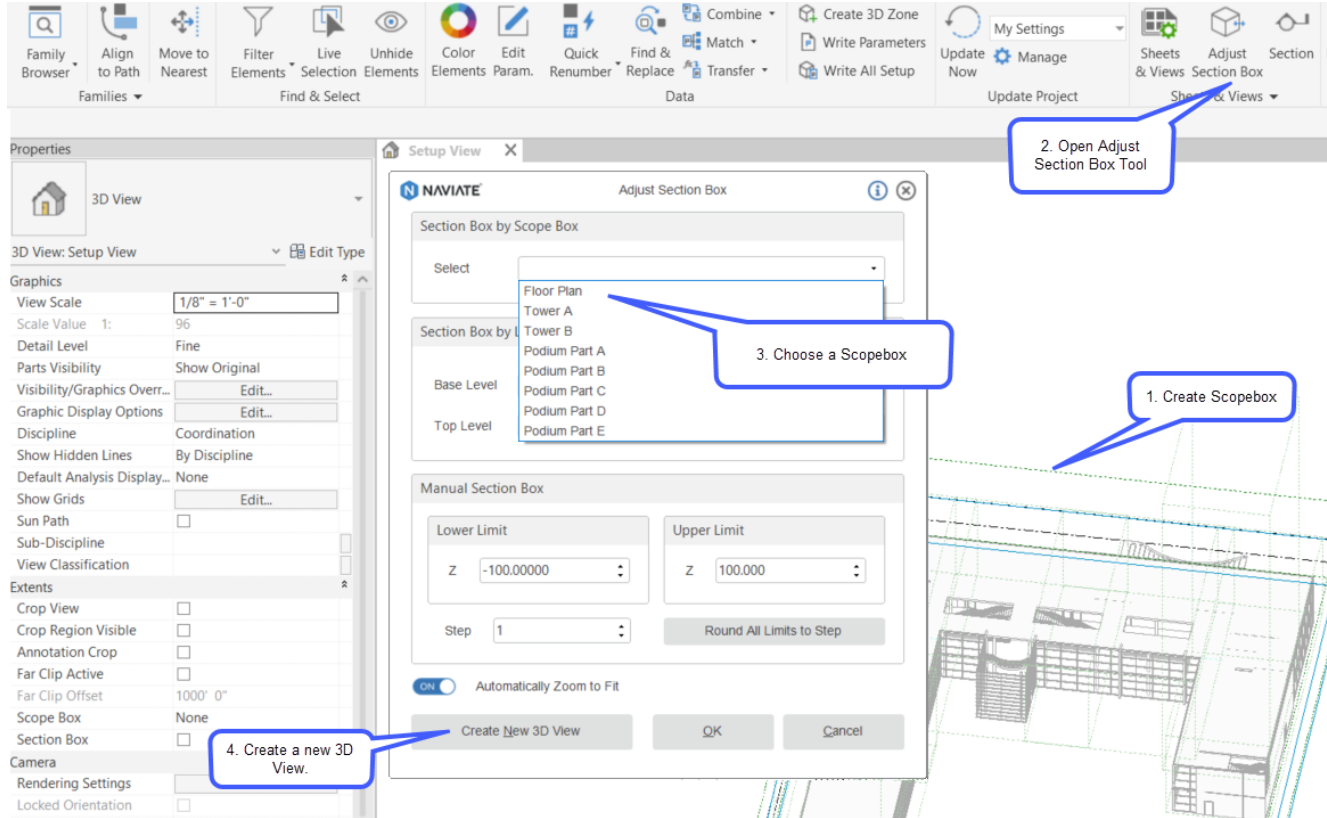 Family
Browser
Align
to Path
Move to
Nearest
Families
Filter
Elements
Live
Selection
Unhide
Elements
Find & Select
Color
Elements
Edit
Param.
Quick
Renumber
Find &
Replace
Combine
Match
Transfer
Create 3D Zone
Write Parameters
Write All Setup
Data
Update
Now
My Settings
Manage
Update Project
Sheets
& Views
Adjust
Section Box
Section
& Views
2. Open Adjust
Section Box Tool
Properties
3D View
3D View: Setup View
Edit Type
Graphics
View Scale 1/8" = 1'-0"
Scale Value 1: 96
Detail Level Fine
Parts Visibility Show Original
Visibility/Graphics Overr... Edit...
Graphic Display Options Edit...
Discipline Coordination
Show Hidden Lines By Discipline
Default Analysis Display... None
Show Grids Edit...
Sun Path
Sub-Discipline
View Classification
Extents
Crop View
Crop Region Visible
Annotation Crop
Far Clip Active
Far Clip Offset 1000' 0"
Scope Box None
Section Box
Camera
Rendering Settings
Locked Orientation
4. Create a new 3D
View.
Setup View
NAVIATE
Adjust Section Box
Section Box by Scope Box
Select
Floor Plan
Tower A
Tower B
Podium Part A
Podium Part B
Podium Part C
Podium Part D
Podium Part E
3. Choose a Scopebox
Section Box by
Base Level
Top Level
Manual Section Box
Lower Limit
Z -100.00000
Upper Limit
Z 100.000
Step 1
Round All Limits to Step
ON Automatically Zoom to Fit
Create New 3D View
OK
Cancel
1. Create Scopebox